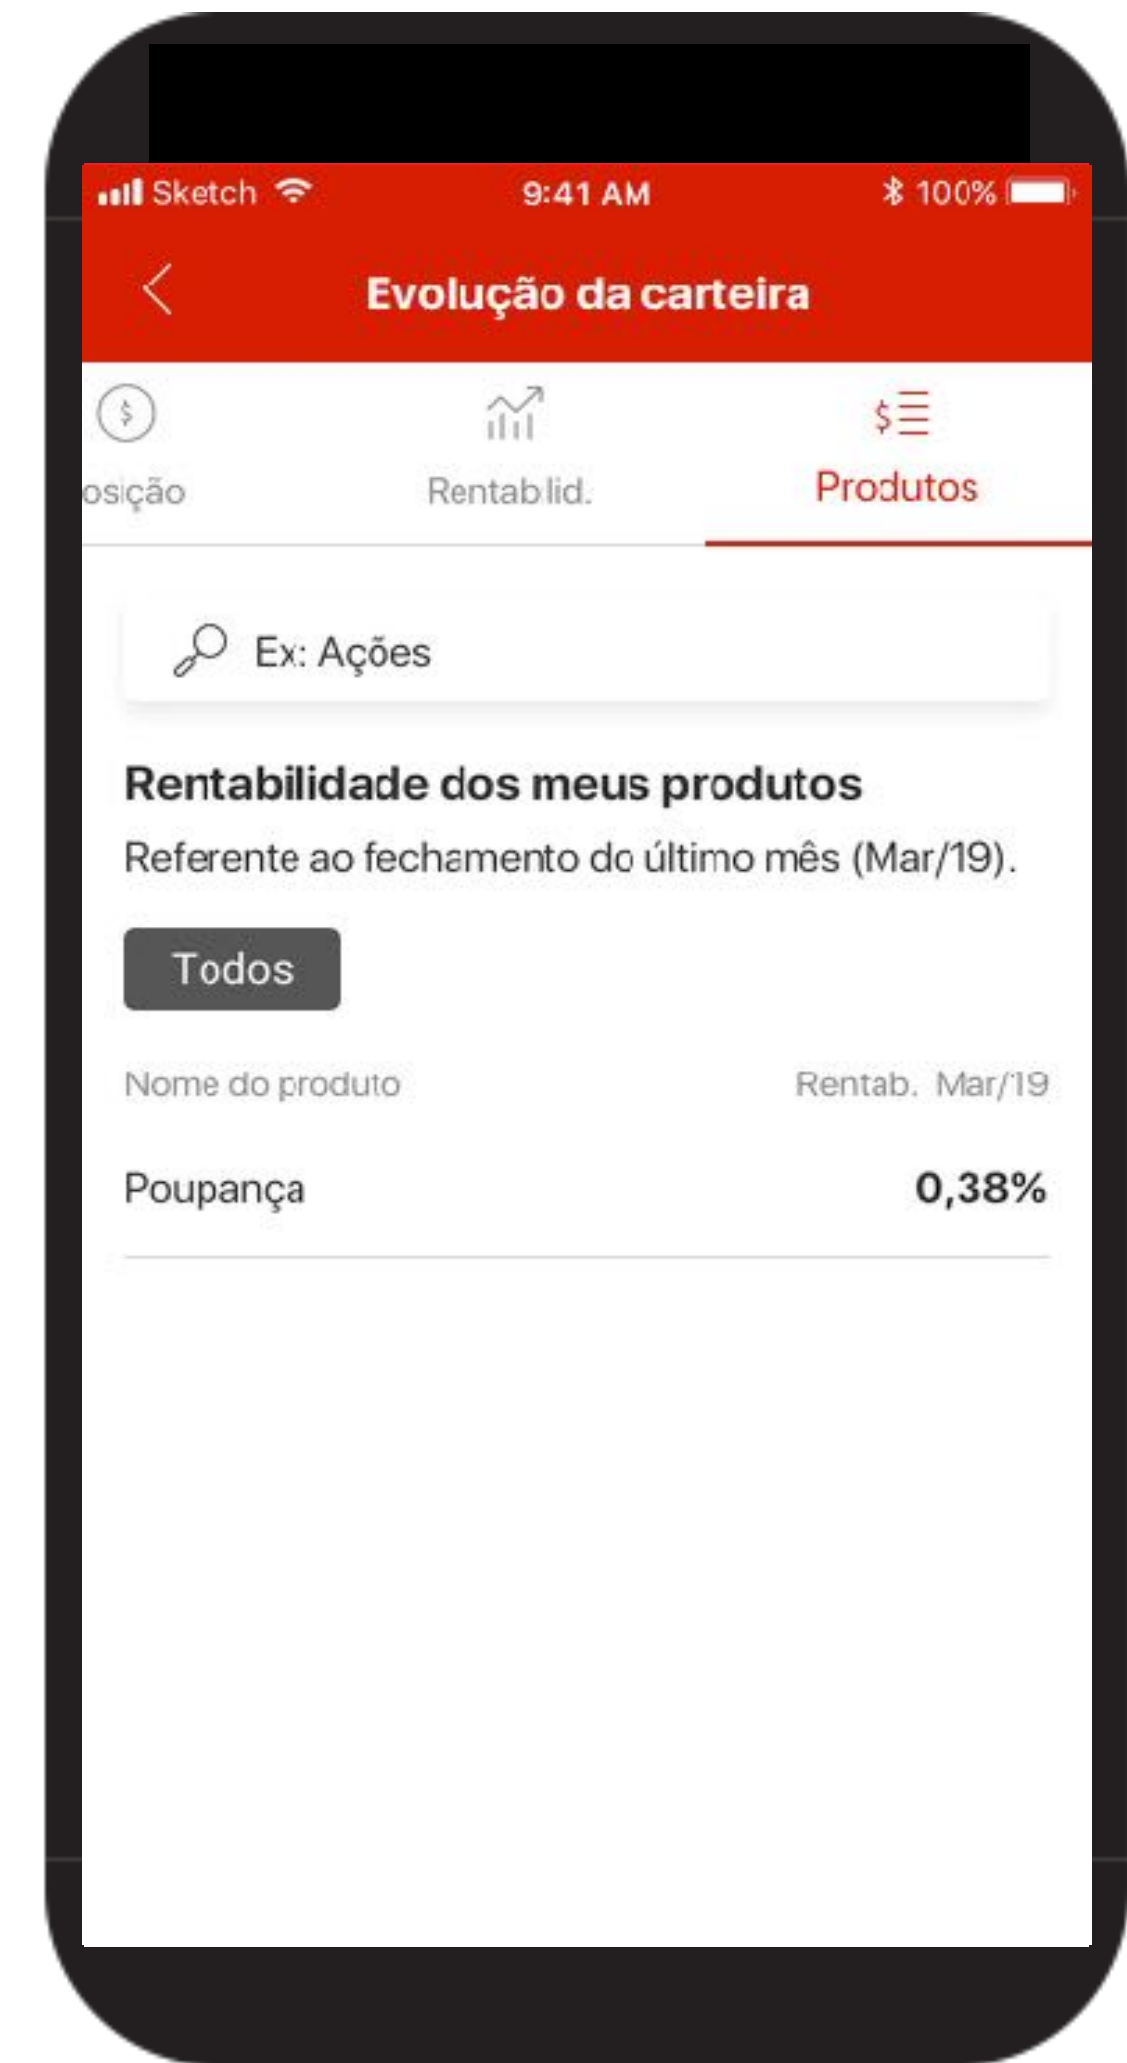 Sketch 9:41 AM 100%
Evolução da carteira
osição Rentabilid. Produtos
Ex: Ações
Rentabilidade dos meus produtos
Referente ao fechamento do último mês (Mar/19).
Todos
Nome do produto Rentab. Mar/19
Poupança 0,38%